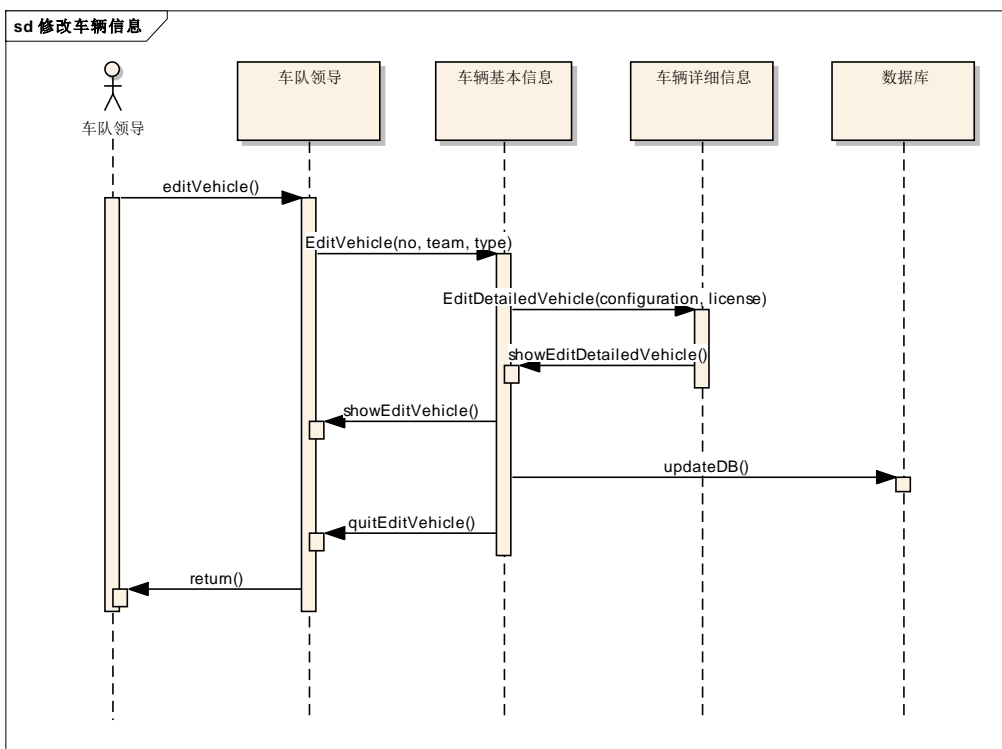 sd 修改车辆信息
车队领导
车队领导
车辆基本信息
车辆详细信息
数据库
editVehicle()
EditVehicle(no, team, type)
EditDetailedVehicle(configuration, license)
showEditDetailedVehicle()
showEditVehicle()
updateDB()
quitEditVehicle()
return()